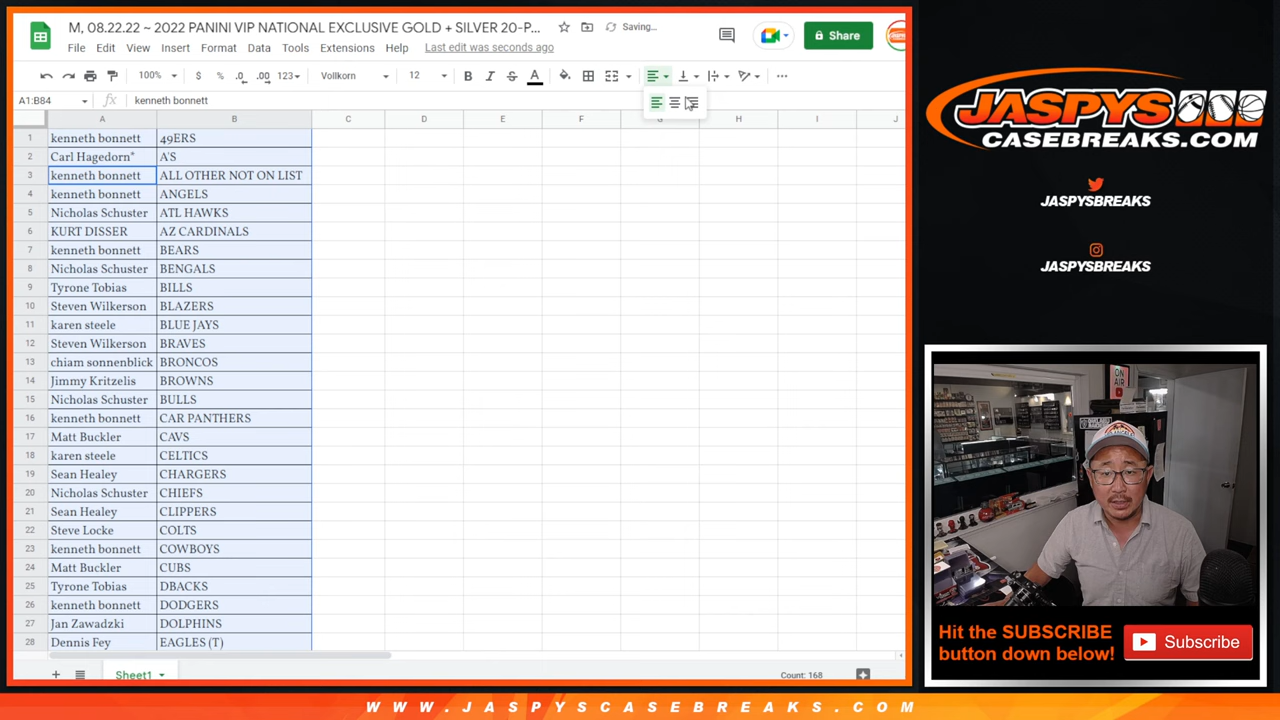 M, 08.22.22 ~ 2022 PANINI VIP NATIONAL EXCLUSIVE GOLD + SILVER 20-P...
Saving...
File Edit View Insert Format Data Tools Extensions Help Last edit was seconds ago
Share
100% $ % .0 .00 123 Vollkorn 12 B I S A
A1:B84 fx kenneth bonnett
A B C D E F G H I J
1 kenneth bonnett 49ERS
2 Carl Hagedorn* A'S
3 kenneth bonnett ALL OTHER NOT ON LIST
4 kenneth bonnett ANGELS
5 Nicholas Schuster ATL HAWKS
6 KURT DISSER AZ CARDINALS
7 kenneth bonnett BEARS
8 Nicholas Schuster BENGALS
9 Tyrone Tobias BILLS
10 Steven Wilkerson BLAZERS
11 karen steele BLUE JAYS
12 Steven Wilkerson BRAVES
13 chiam sonnenblick BRONCOS
14 Jimmy Kritzelis BROWNS
15 Nicholas Schuster BULLS
16 kenneth bonnett CAR PANTHERS
17 Matt Buckler CAVS
18 karen steele CELTICS
19 Sean Healey CHARGERS
20 Nicholas Schuster CHIEFS
21 Sean Healey CLIPPERS
22 Steve Locke COLTS
23 kenneth bonnett COWBOYS
24 Matt Buckler CUBS
25 Tyrone Tobias DBACKS
26 kenneth bonnett DODGERS
27 Jan Zawadzki DOLPHINS
28 Dennis Fey EAGLES (T)
Sheet1
Count: 168
JASPYS
CASEBREAKS.COM
JASPYSBREAKS
JASPYSBREAKS
ON
AIR
Hit the SUBSCRIBE
button down below!
Subscribe
WWW.JASPYSCASEBREAKS.COM